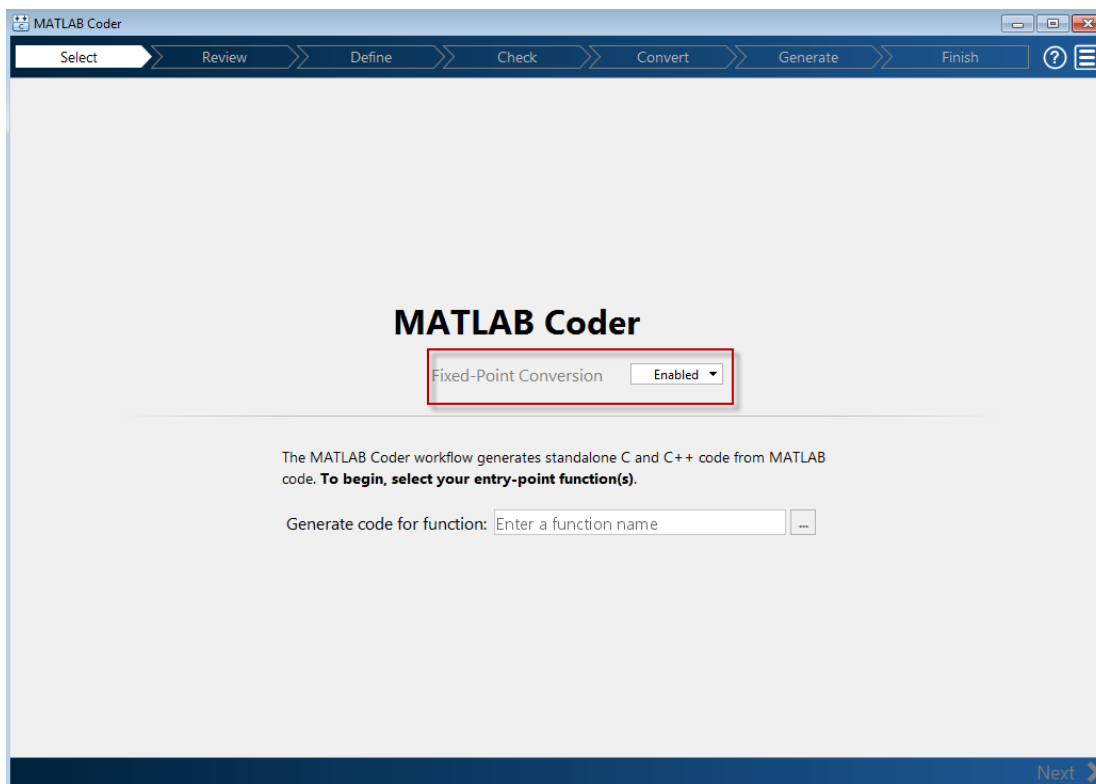 MATLAB Coder
Select Review Define Check Convert Generate Finish ?
MATLAB Coder
Fixed-Point Conversion Enabled
The MATLAB Coder workflow generates standalone C and C++ code from MATLAB
code. To begin, select your entry-point function(s).
Generate code for function: Enter a function name ...
Next